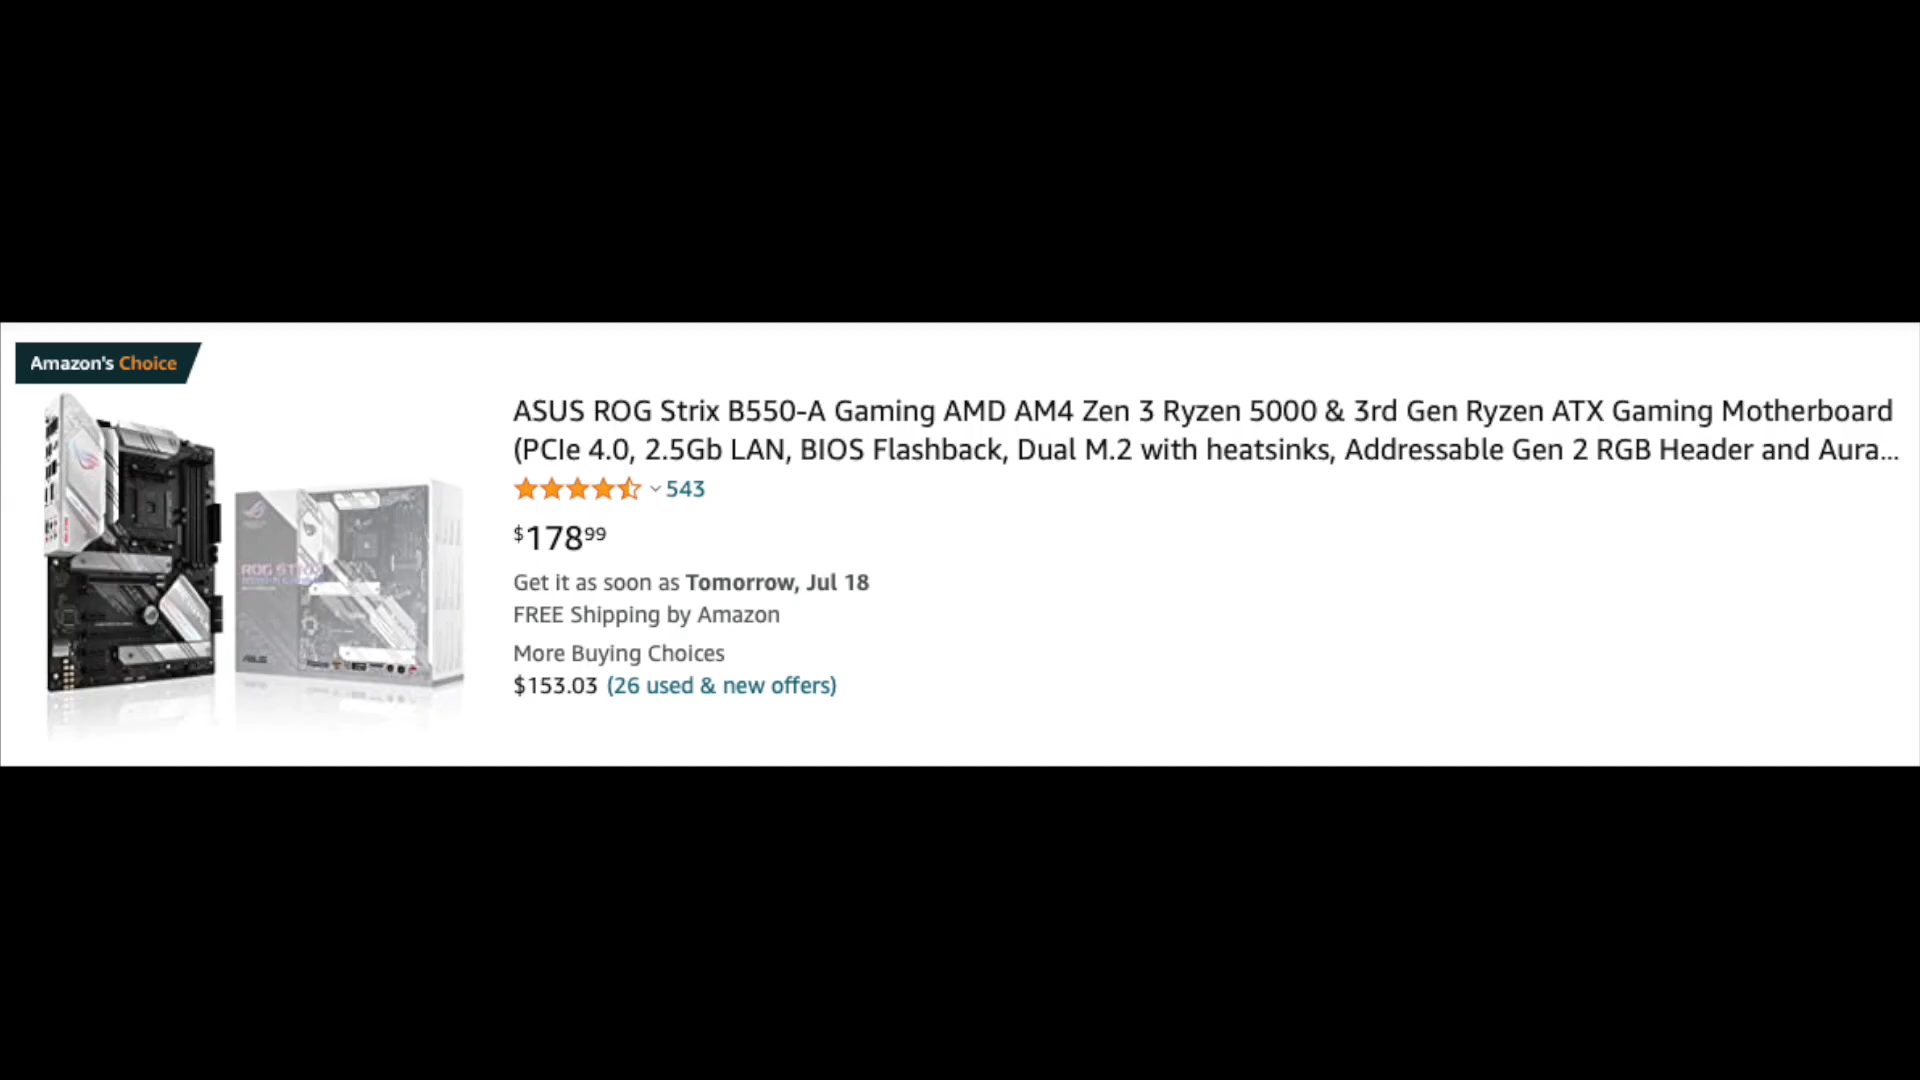 Amazon's Choice
ASUS ROG Strix B550-A Gaming AMD AM4 Zen 3 Ryzen 5000 & 3rd Gen Ryzen ATX Gaming Motherboard
(PCIe 4.0, 2.5Gb LAN, BIOS Flashback, Dual M.2 with heatsinks, Addressable Gen 2 RGB Header and Aura...
543
$178.99
Get it as soon as Tomorrow, Jul 18
FREE Shipping by Amazon
More Buying Choices
$153.03 (26 used & new offers)
ROG
ASUS